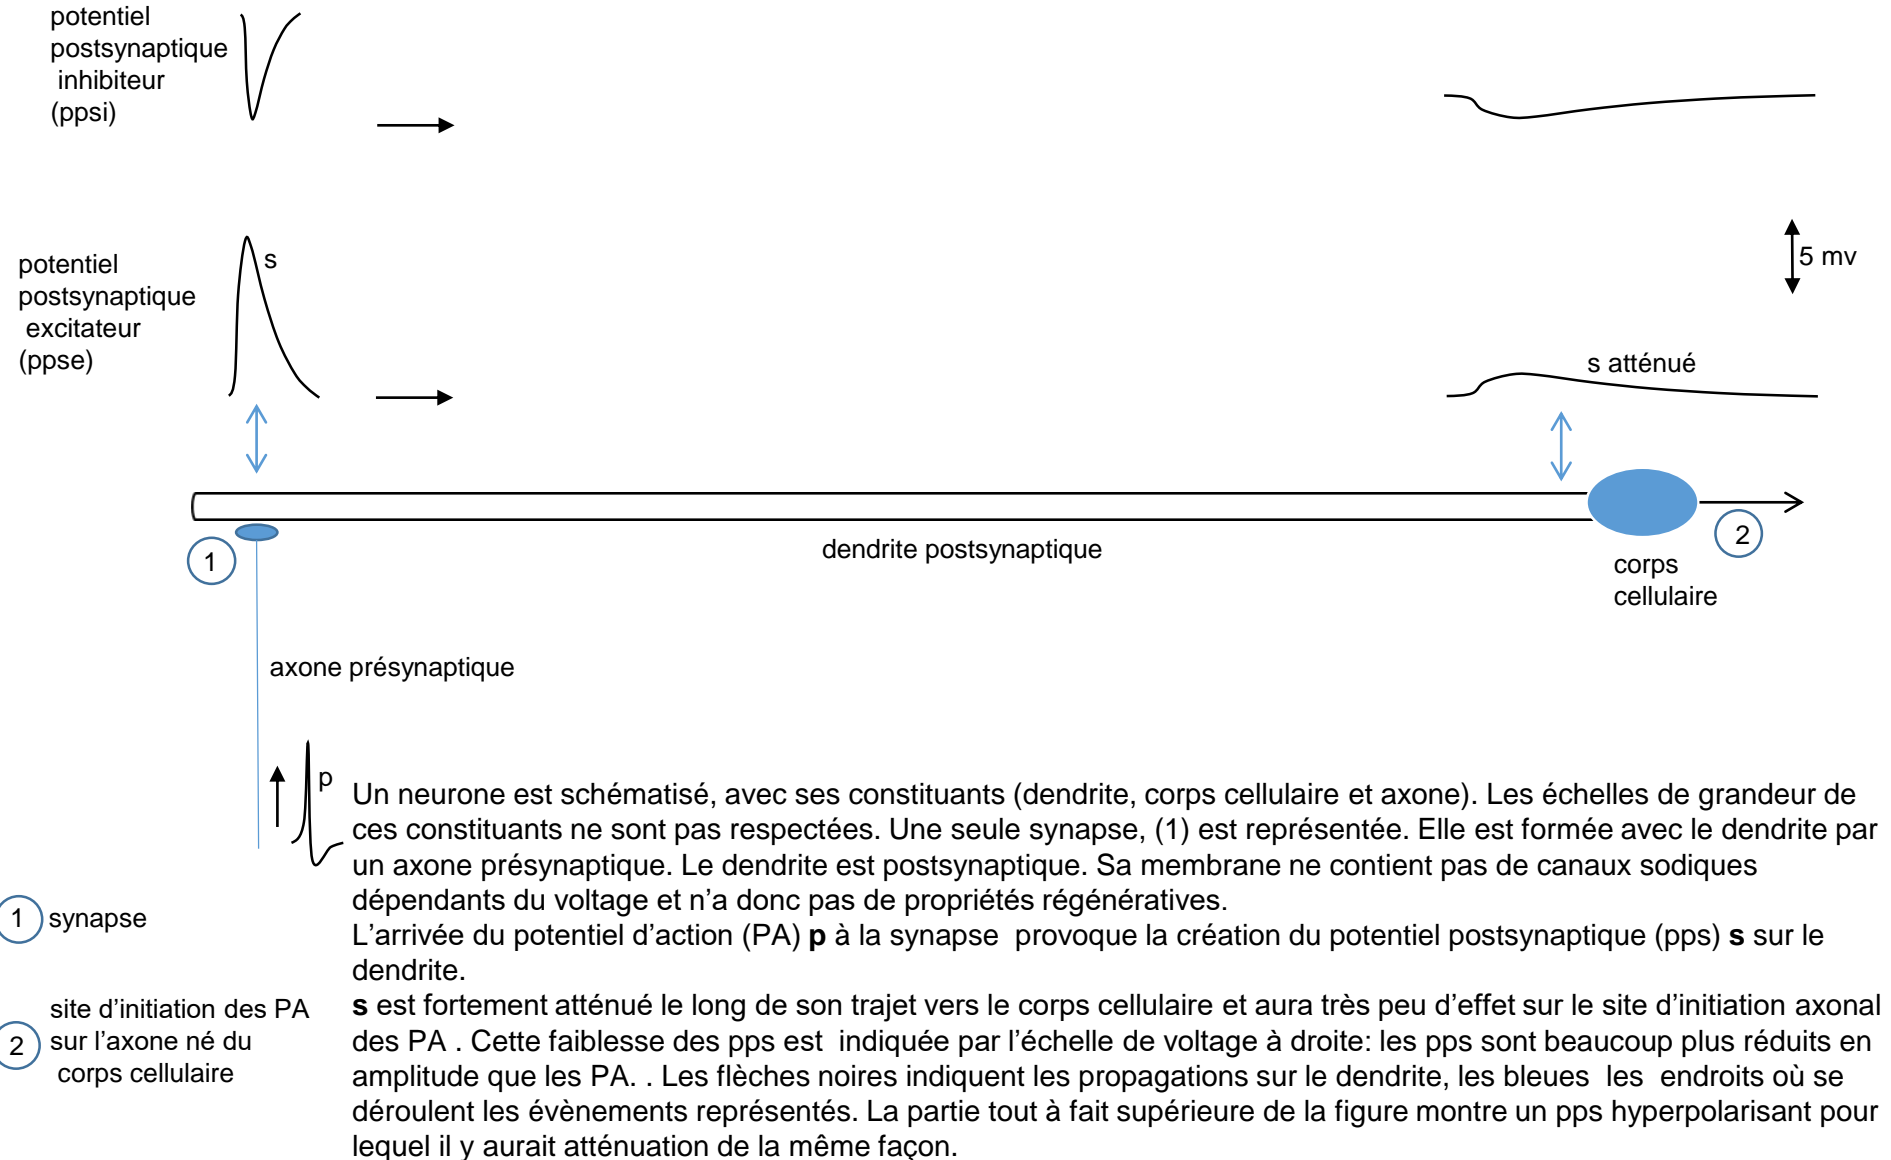 potentiel
postsynaptique
inhibiteur
(ppsi)
potentiel
postsynaptique
excitateur
(ppse)
s
5 mv
s atténué
1
dendrite postsynaptique
2
corps
cellulaire
axone présynaptique
p
Un neurone est schématisé, avec ses constituants (dendrite, corps cellulaire et axone). Les échelles de grandeur de
ces constituants ne sont pas respectées. Une seule synapse, (1) est représentée. Elle est formée avec le dendrite par
un axone présynaptique. Le dendrite est postsynaptique. Sa membrane ne contient pas de canaux sodiques
dépendants du voltage et n'a donc pas de propriétés régénératives.
L'arrivée du potentiel d'action (PA) p à la synapse provoque la création du potentiel postsynaptique (pps) s sur le
dendrite.
s est fortement atténué le long de son trajet vers le corps cellulaire et aura très peu d'effet sur le site d'initiation axonal
des PA . Cette faiblesse des pps est indiquée par l'échelle de voltage à droite: les pps sont beaucoup plus réduits en
amplitude que les PA. . Les flèches noires indiquent les propagations sur le dendrite, les bleues les endroits où se
déroulent les évènements représentés. La partie tout à fait supérieure de la figure montre un pps hyperpolarisant pour
lequel il y aurait atténuation de la même façon.
1 synapse
2 site d'initiation des PA
sur l'axone né du
corps cellulaire